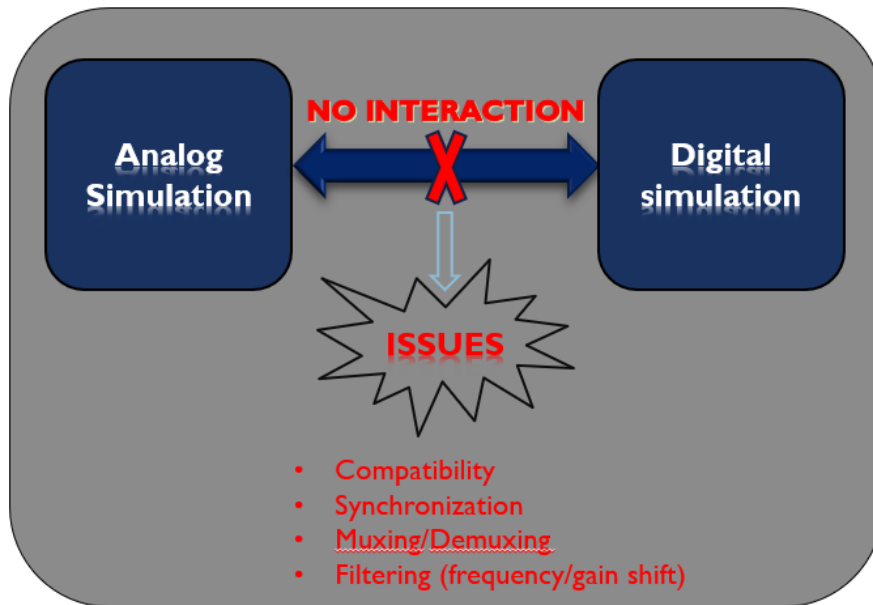 NO INTERACTION
Analog
Simulation
Digital
simulation
ISSUES
• Compatibility
• Synchronization
• Muxing/Demuxing
• Filtering (frequency/gain shift)